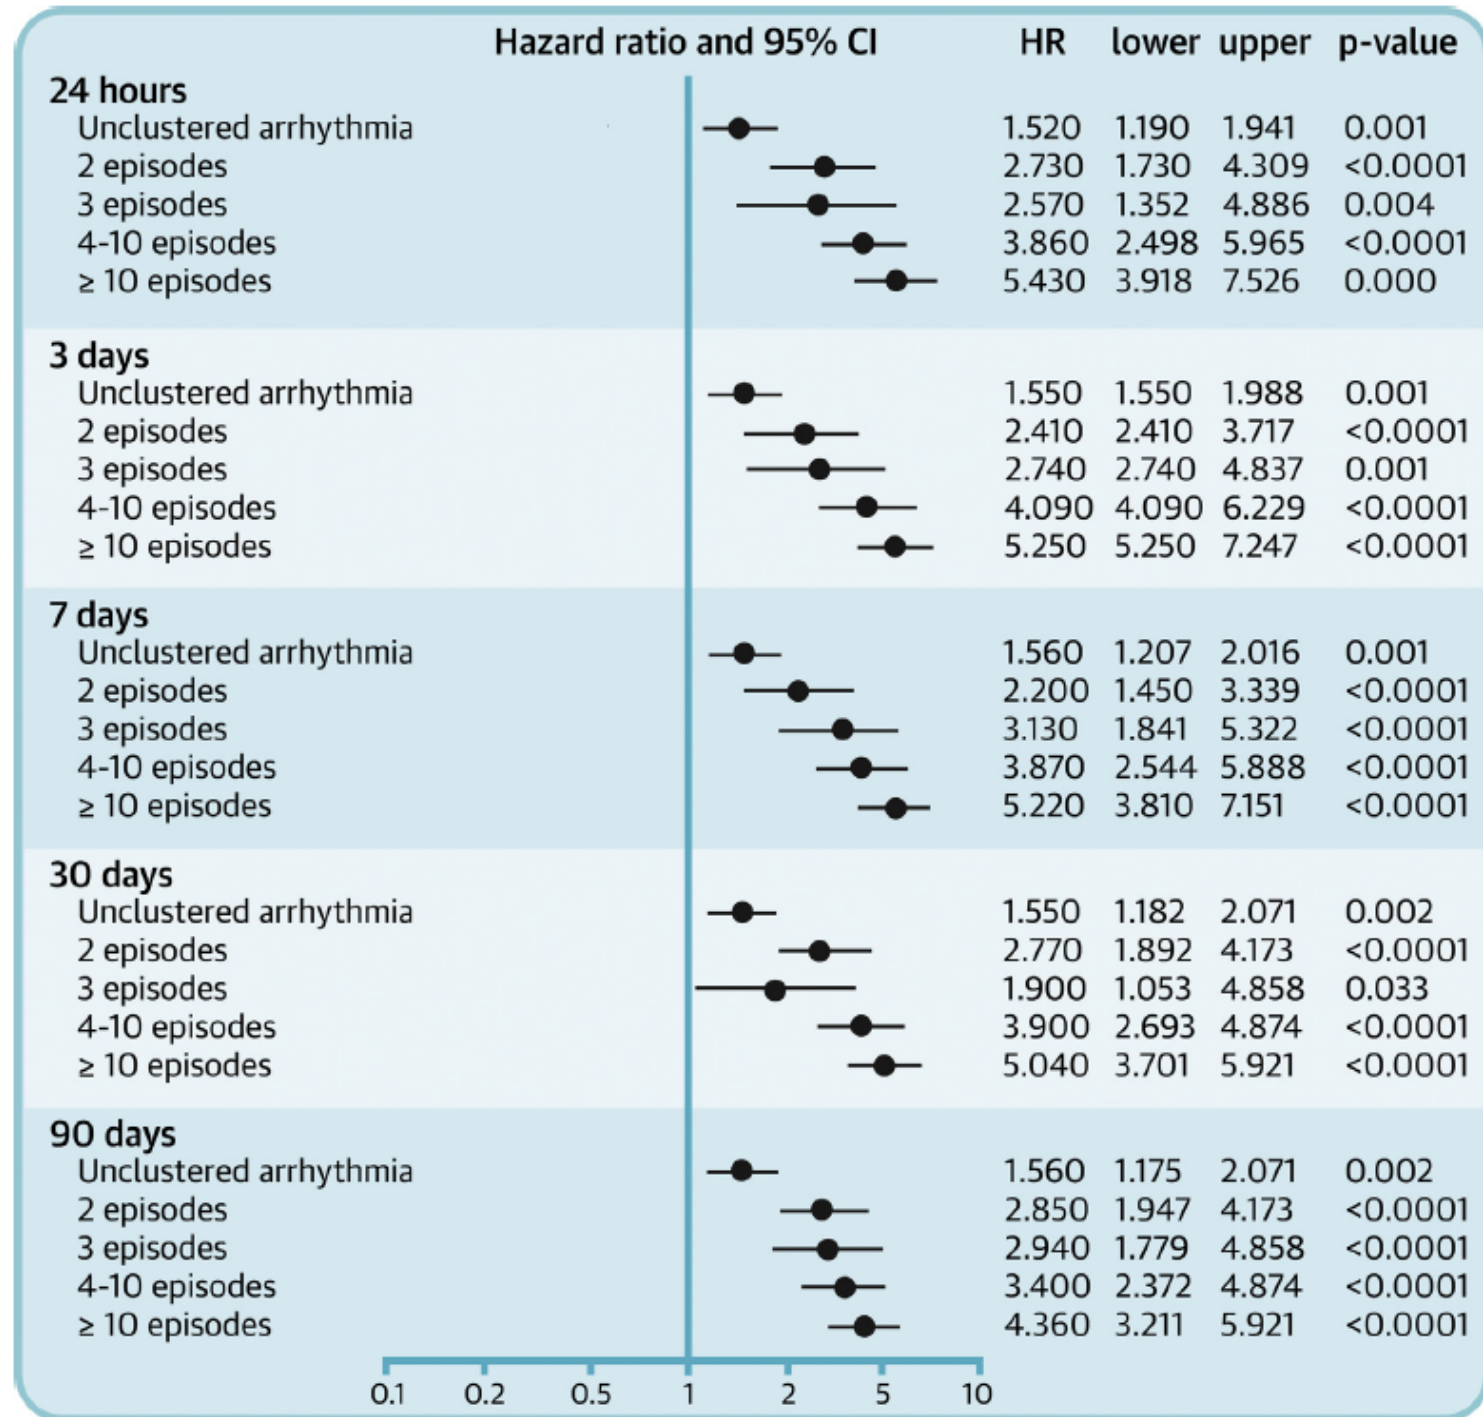 Hazard ratio and 95% CI HR lower upper p-value
24 hours
Unclustered arrhythmia 1.520 1.190 1.941 0.001
2 episodes 2.730 1.730 4.309 <0.0001
3 episodes 2.570 1.352 4.886 0.004
4-10 episodes 3.860 2.498 5.965 <0.0001
≥ 10 episodes 5.430 3.918 7.526 0.000
3 days
Unclustered arrhythmia 1.550 1.550 1.988 0.001
2 episodes 2.410 2.410 3.717 <0.0001
3 episodes 2.740 2.740 4.837 0.001
4-10 episodes 4.090 4.090 6.229 <0.0001
≥ 10 episodes 5.250 5.250 7.247 <0.0001
7 days
Unclustered arrhythmia 1.560 1.207 2.016 0.001
2 episodes 2.200 1.450 3.339 <0.0001
3 episodes 3.130 1.841 5.322 <0.0001
4-10 episodes 3.870 2.544 5.888 <0.0001
≥ 10 episodes 5.220 3.810 7.151 <0.0001
30 days
Unclustered arrhythmia 1.550 1.182 2.071 0.002
2 episodes 2.770 1.892 4.173 <0.0001
3 episodes 1.900 1.053 4.858 0.033
4-10 episodes 3.900 2.693 4.874 <0.0001
≥ 10 episodes 5.040 3.701 5.921 <0.0001
90 days
Unclustered arrhythmia 1.560 1.175 2.071 0.002
2 episodes 2.850 1.947 4.173 <0.0001
3 episodes 2.940 1.779 4.858 <0.0001
4-10 episodes 3.400 2.372 4.874 <0.0001
≥ 10 episodes 4.360 3.211 5.921 <0.0001
0.1 0.2 0.5 1 2 5 10